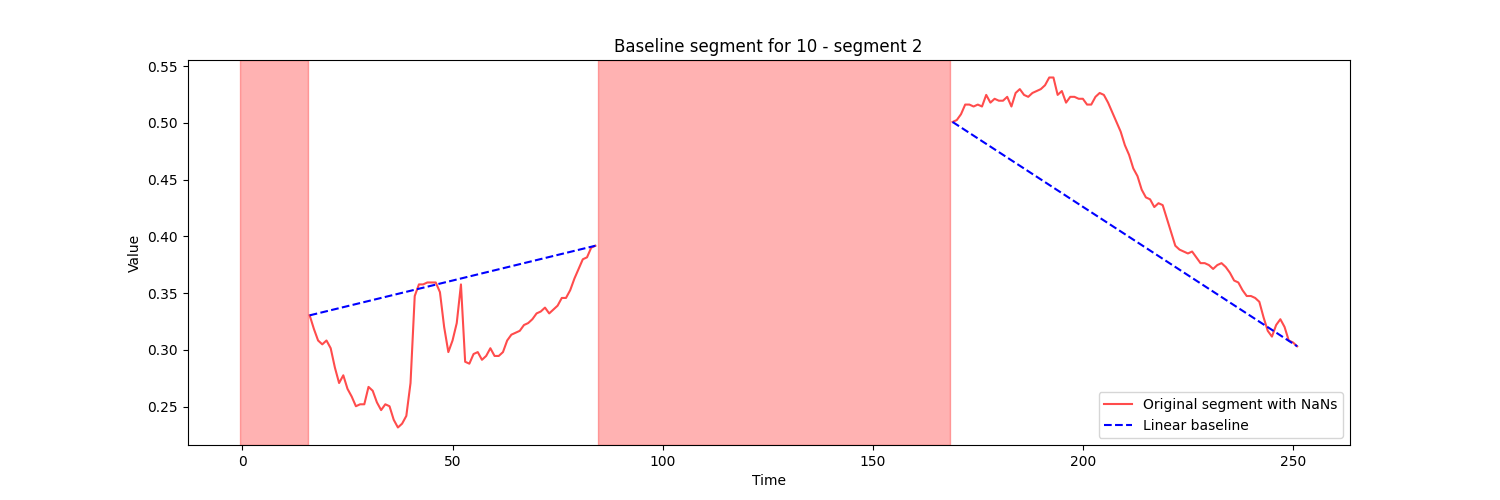 Baseline segment for 10 - segment 2
Value
0.55
0.50
0.45
0.40
0.35
0.30
0.25
0
50
100
150
200
250
Time
Original segment with NaNs
Linear baseline